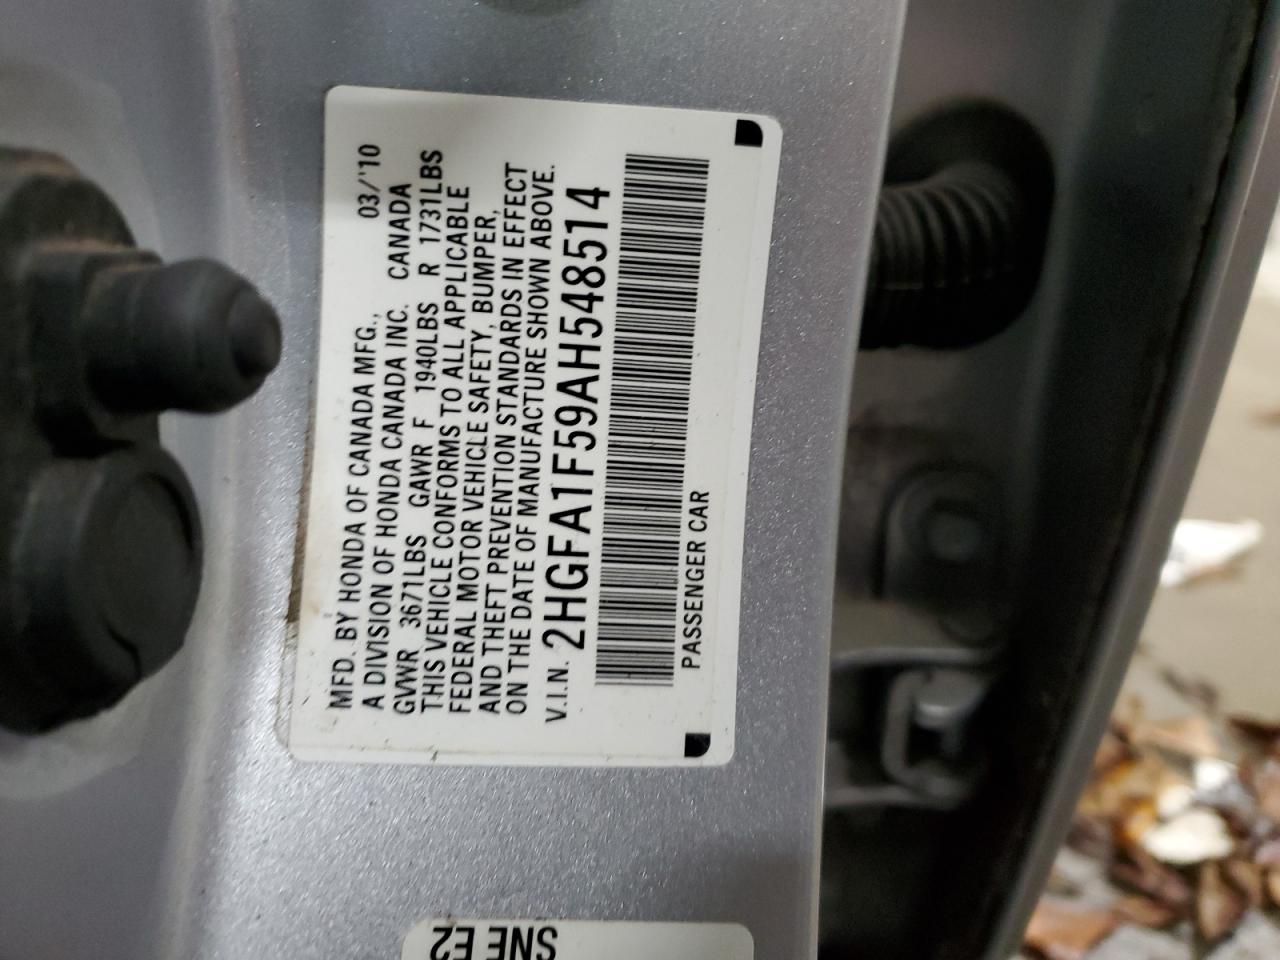 MFD. BY HONDA OF CANADA MFG., 03/'10
A DIVISION OF HONDA CANADA INC. CANADA
GVWR 3671LBS GAWR F 1940LBS R 1731LBS
THIS VEHICLE CONFORMS TO ALL APPLICABLE
FEDERAL MOTOR VEHICLE SAFETY, BUMPER,
AND THEFT PREVENTION STANDARDS IN EFFECT
ON THE DATE OF MANUFACTURE SHOWN ABOVE.
V.I.N. 2HGFA1F59AH548514
PASSENGER CAR
SNE E2